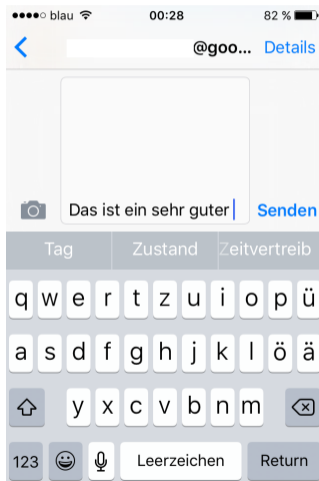 blau 00:28 82 %
@goo... Details
Das ist ein sehr guter Senden
Tag Zustand Zeitvertreib
q w e r t z u i o p ü
a s d f g h j k l ö ä
y x c v b n m
123 Leerzeichen Return